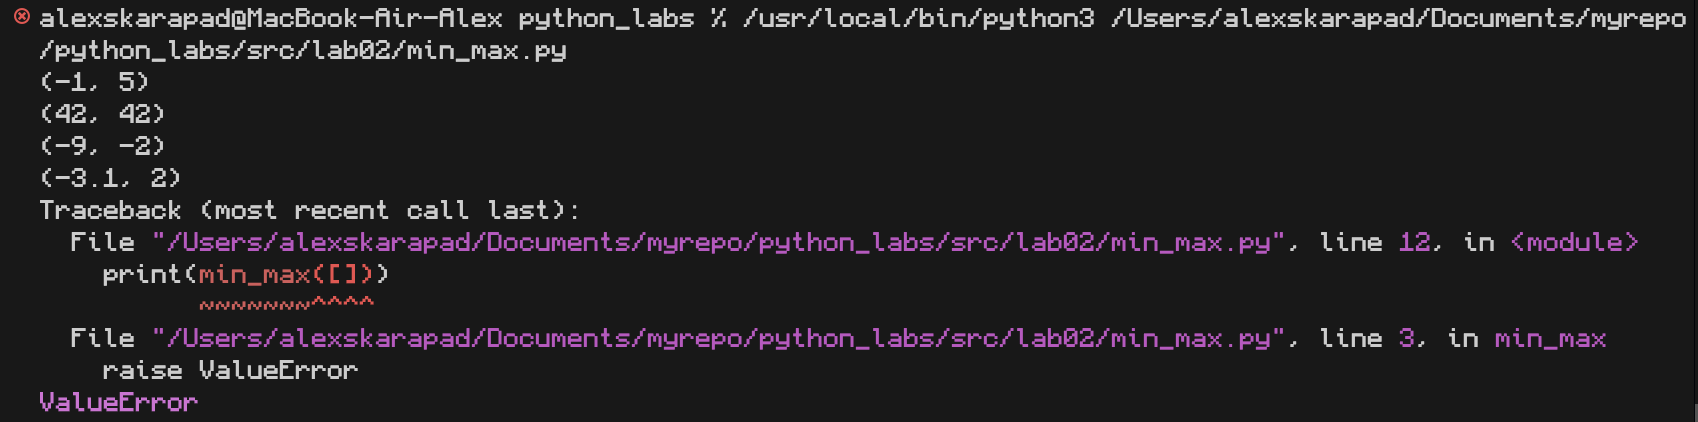 alexskarapad@MacBook-Air-Alex python_labs % /usr/local/bin/python3 /Users/alexskarapad/Documents/myrepo
/python_labs/src/lab02/min_max.py
(-1, 5)
(42, 42)
(-9, -2)
(-3.1, 2)
Traceback (most recent call last):
  File "/Users/alexskarapad/Documents/myrepo/python_labs/src/lab02/min_max.py", line 12, in <module>
    print(min_max([]))
          ~~~~~~~^^^^
  File "/Users/alexskarapad/Documents/myrepo/python_labs/src/lab02/min_max.py", line 3, in min_max
    raise ValueError
ValueError